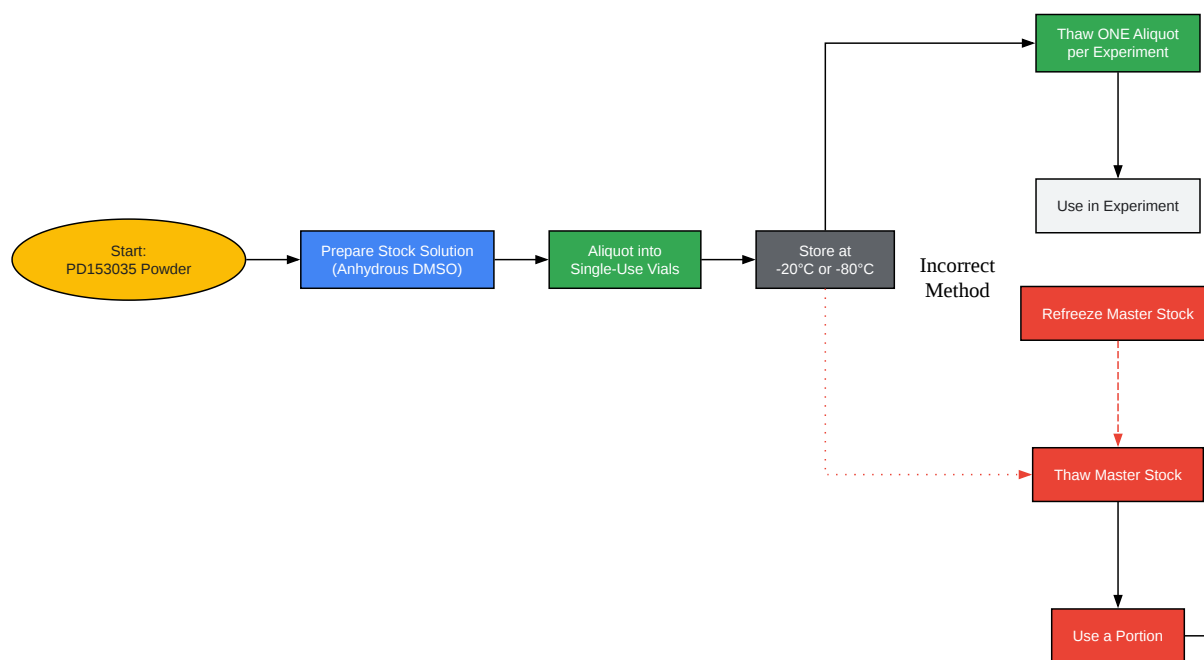 Thaw ONE Aliquot
per Experiment
Use in Experiment
Start:
PD153035 Powder
Prepare Stock Solution
(Anhydrous DMSO)
Aliquot into
Single-Use Vials
Store at
-20°C or -80°C
Incorrect
Method
Refreeze Master Stock
Thaw Master Stock
Use a Portion